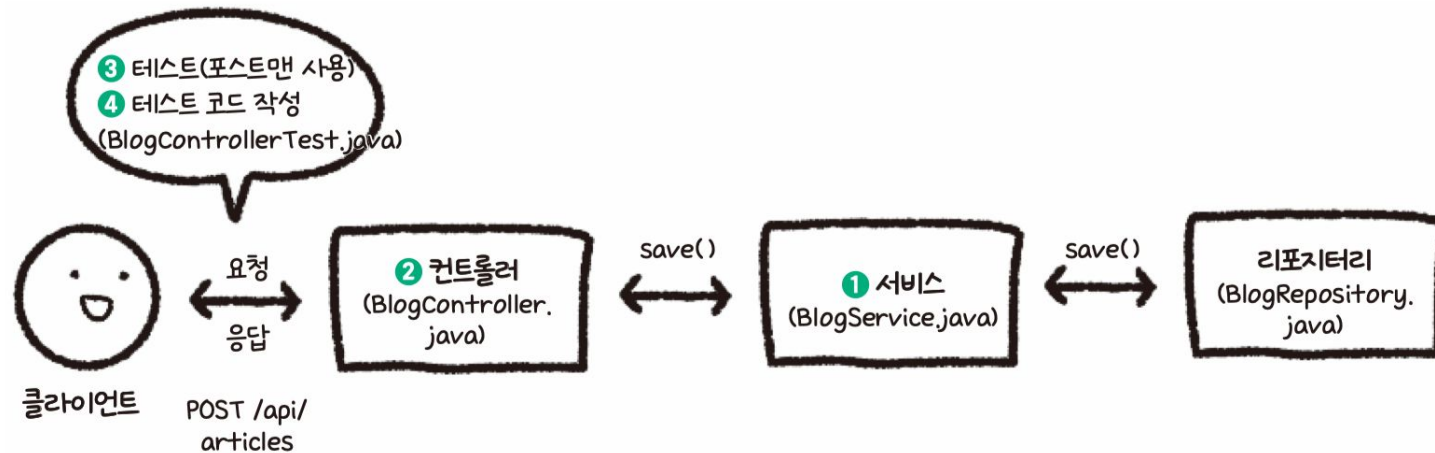 3 테스트(포스트맨 사용)
4 테스트 코드 작성
(BlogControllerTest.java)
요청
응답
클라이언트
POST /api/
articles
2 컨트롤러
(BlogController.
java)
save()
1 서비스
(BlogService.java)
save()
리포지터리
(BlogRepository.
java)